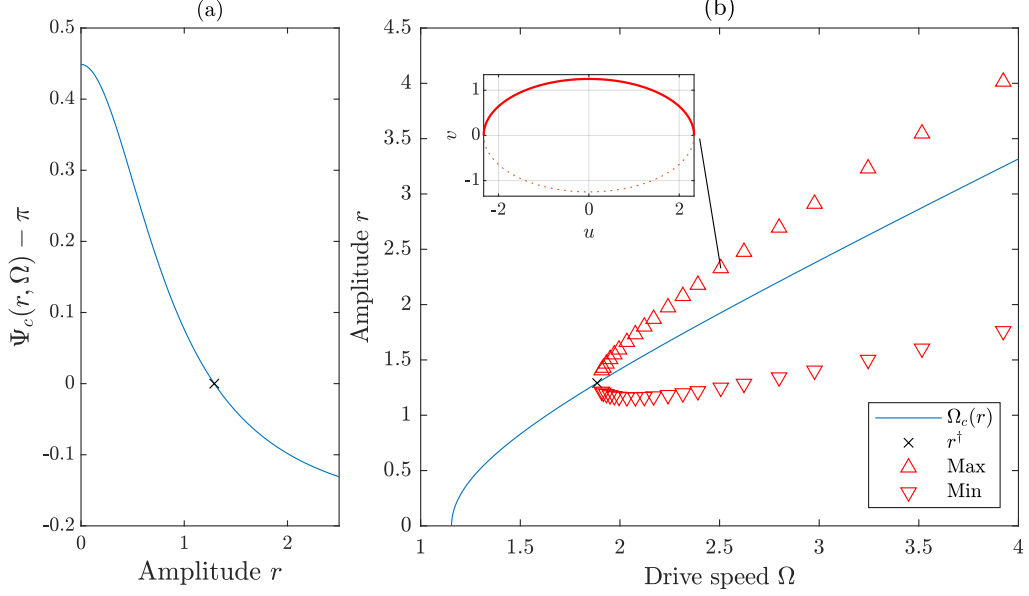 (a)
0.5
0.4
0.3
0.2
0.1
0
-0.1
-0.2
0
1
2
Ψc(r, Ω) − π
Amplitude r
(b)
4.5
4
3.5
3
2.5
2
1.5
1
0.5
0
1
1.5
2
2.5
3
3.5
4
Amplitude r
Drive speed Ω
1
0
-1
-2
0
2
v
u
Ωc(r)
r†
Max
Min